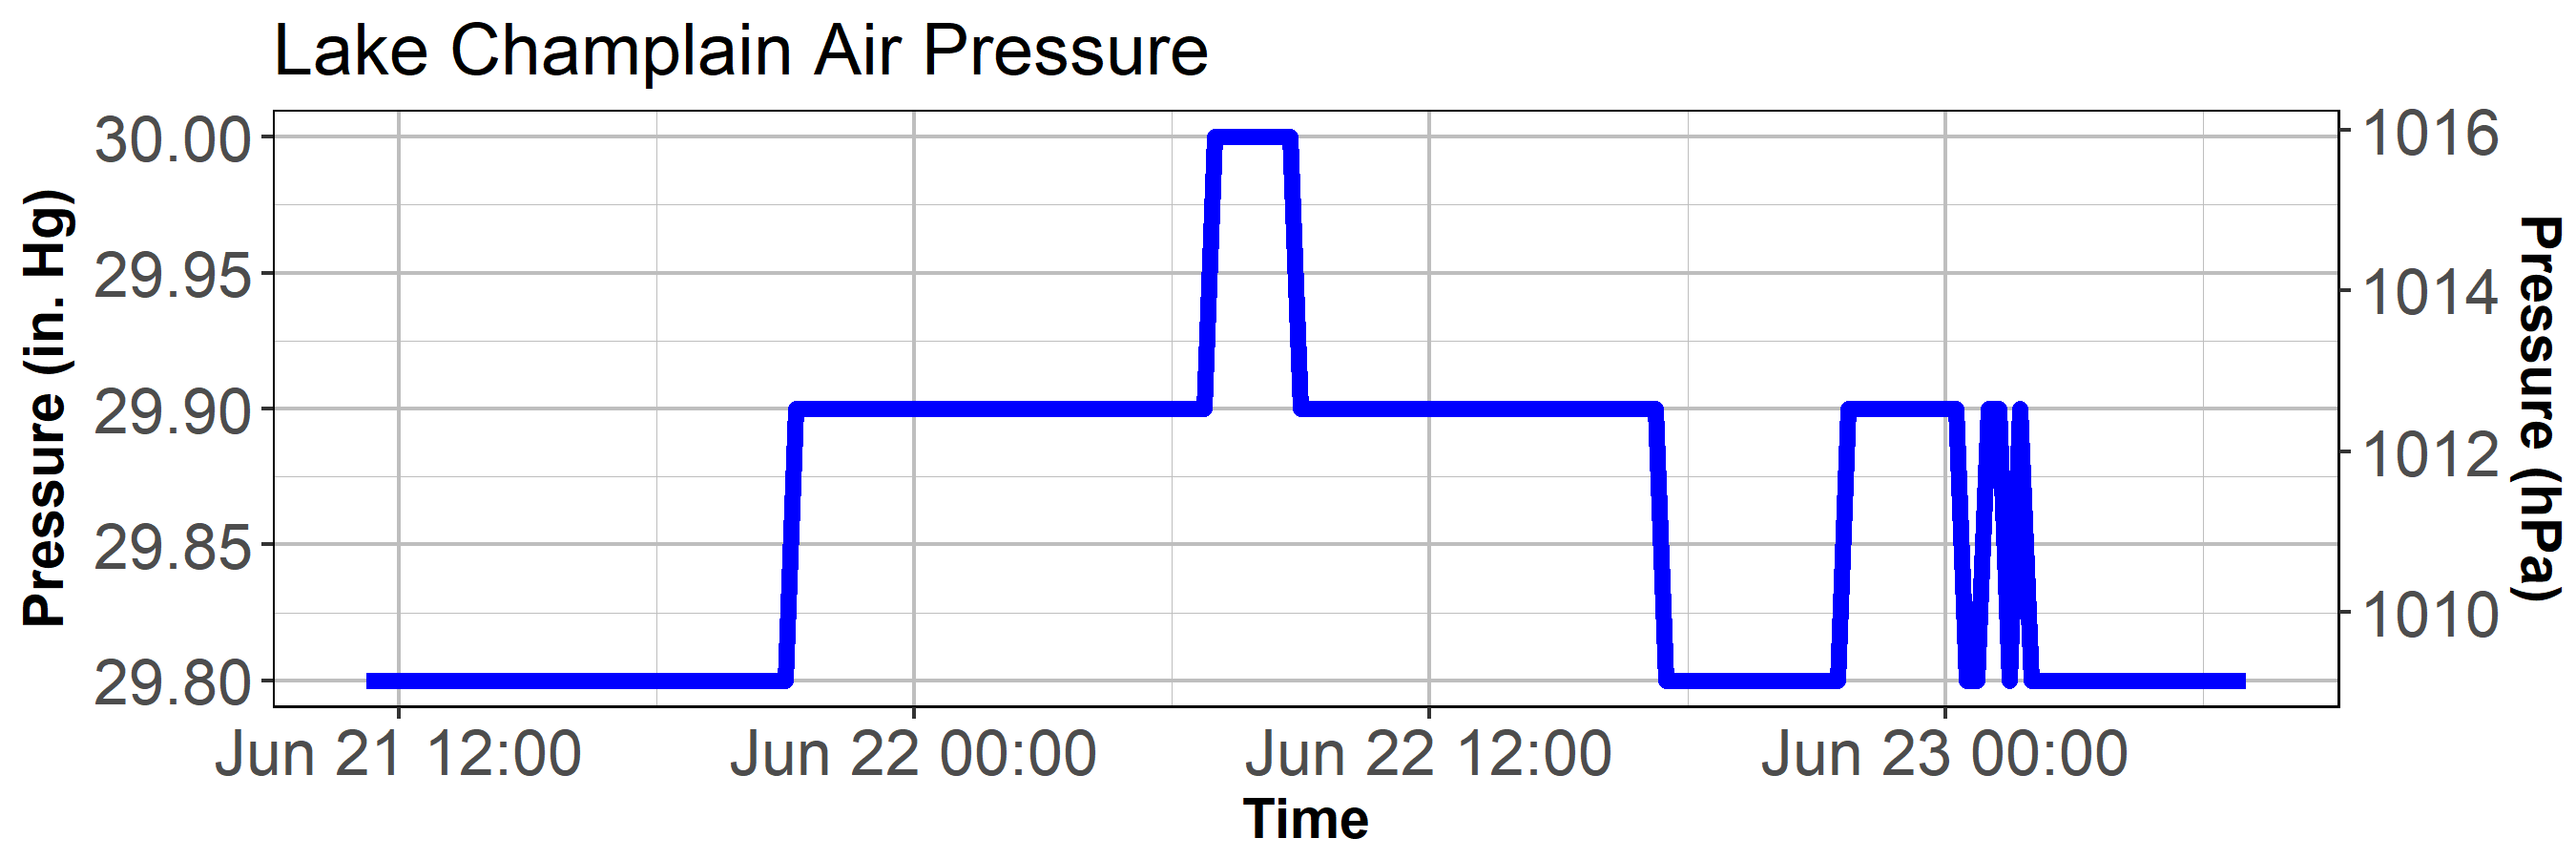 Lake Champlain Air Pressure
30.00
29.95
29.90
29.85
29.80
Pressure (in. Hg)
1016
1014
1012
1010
Pressure (hPa)
Jun 21 12:00
Jun 22 00:00
Jun 22 12:00
Jun 23 00:00
Time